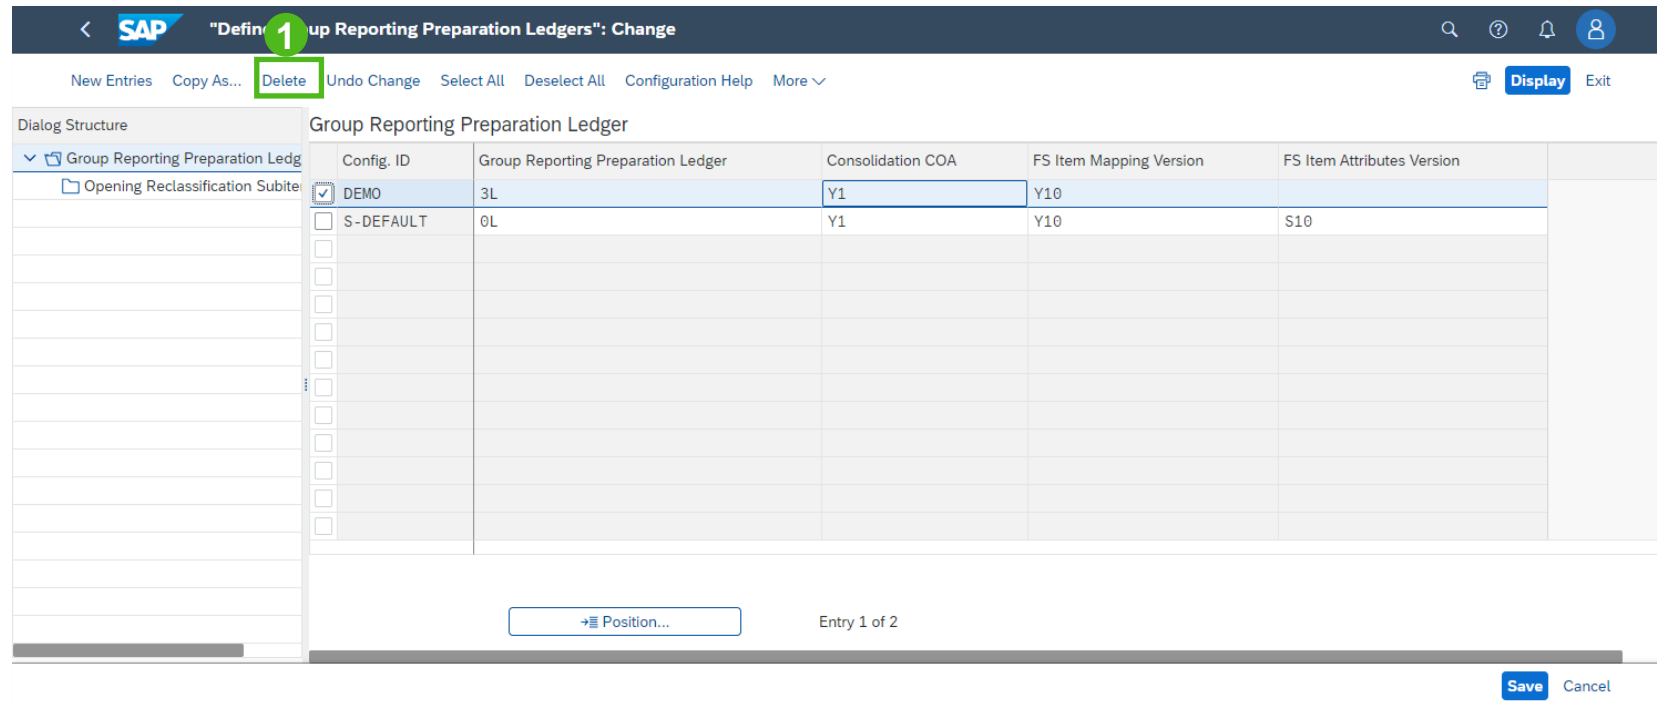 SAP "Defin 1 up Reporting Preparation Ledgers": Change
New Entries Copy As... Delete Undo Change Select All Deselect All Configuration Help More Display Exit
Dialog Structure
Group Reporting Preparation Ledg
Opening Reclassification Subite
Group Reporting Preparation Ledger
Config. ID Group Reporting Preparation Ledger Consolidation COA FS Item Mapping Version FS Item Attributes Version
DEMO 3L Y1 Y10
S-DEFAULT 0L Y1 Y10 S10
Position... Entry 1 of 2
Save Cancel